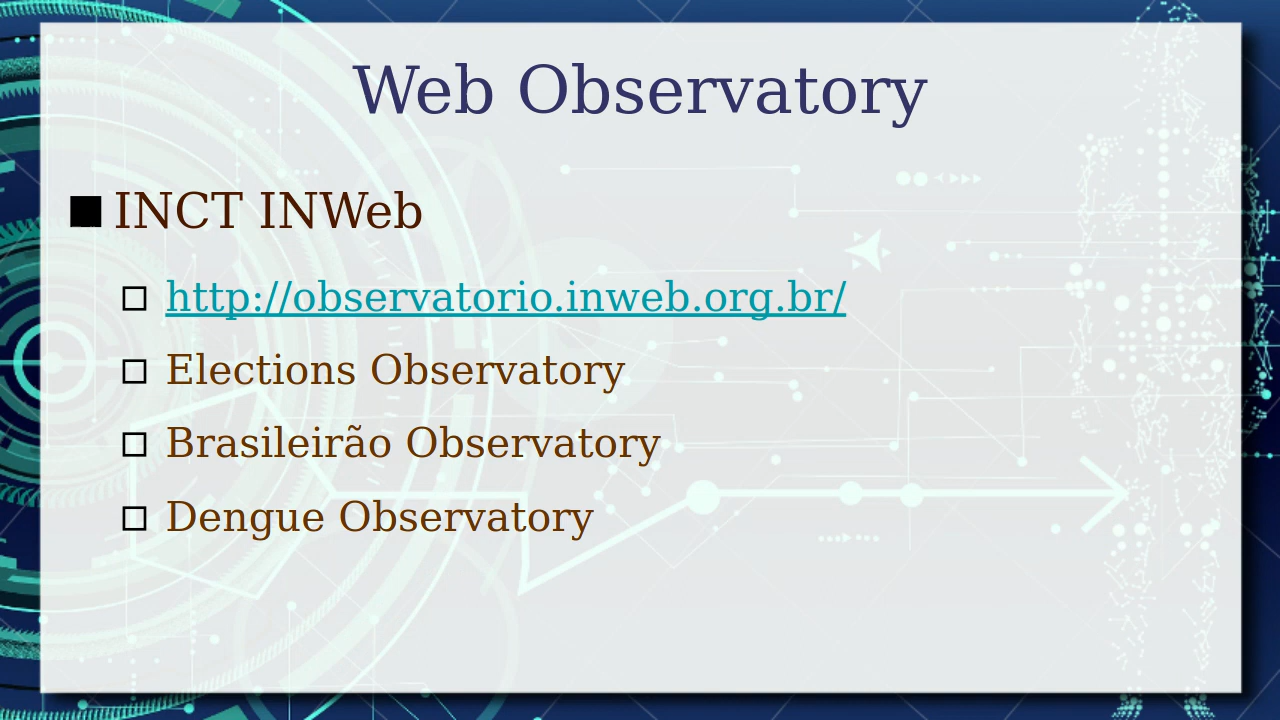 Web Observatory
INCT INWeb
http://observatorio.inweb.org.br/
Elections Observatory
Brasileirão Observatory
Dengue Observatory